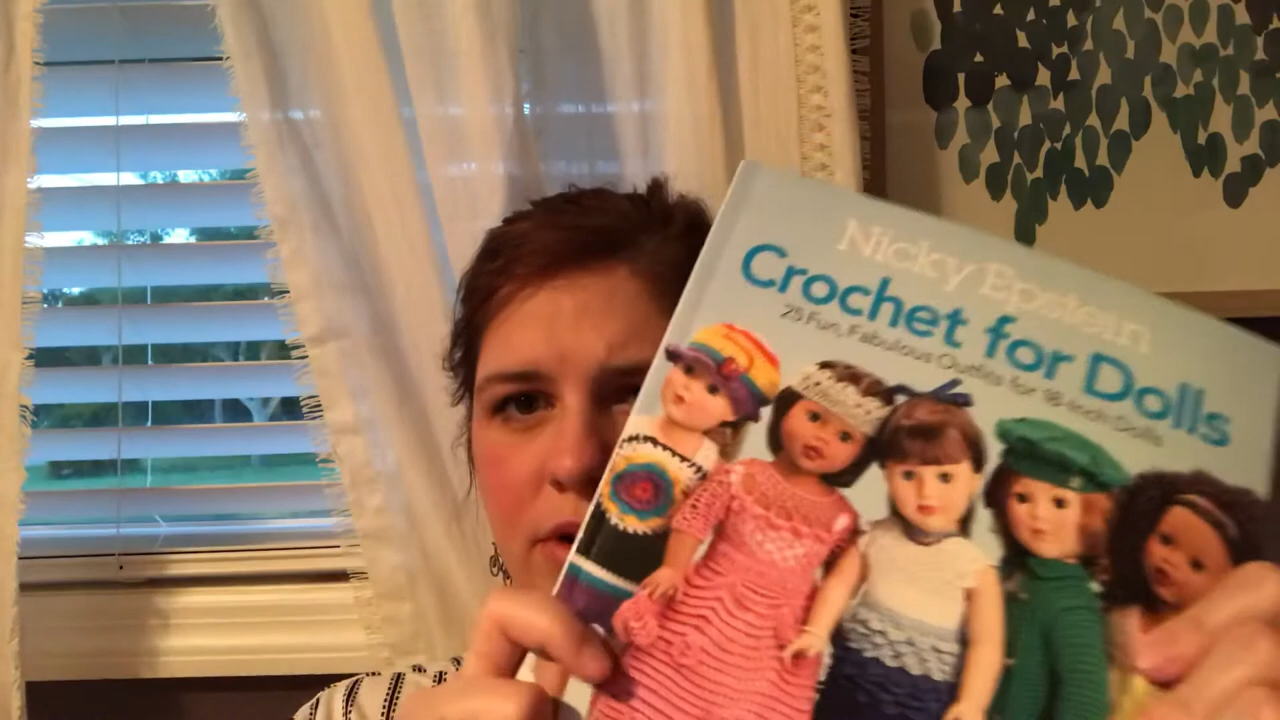 Nicky Epstein
Crochet for Dolls
25 Fun, Fabulous Outfits for 18-Inch Dolls